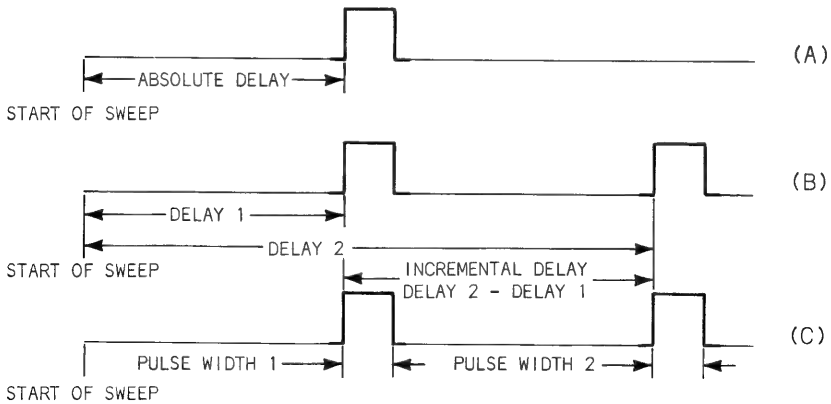 (A)
ABSOLUTE DELAY
START OF SWEEP
(B)
DELAY 1
DELAY 2
START OF SWEEP
INCREMENTAL DELAY
DELAY 2 - DELAY 1
(C)
PULSE WIDTH 1
PULSE WIDTH 2
START OF SWEEP